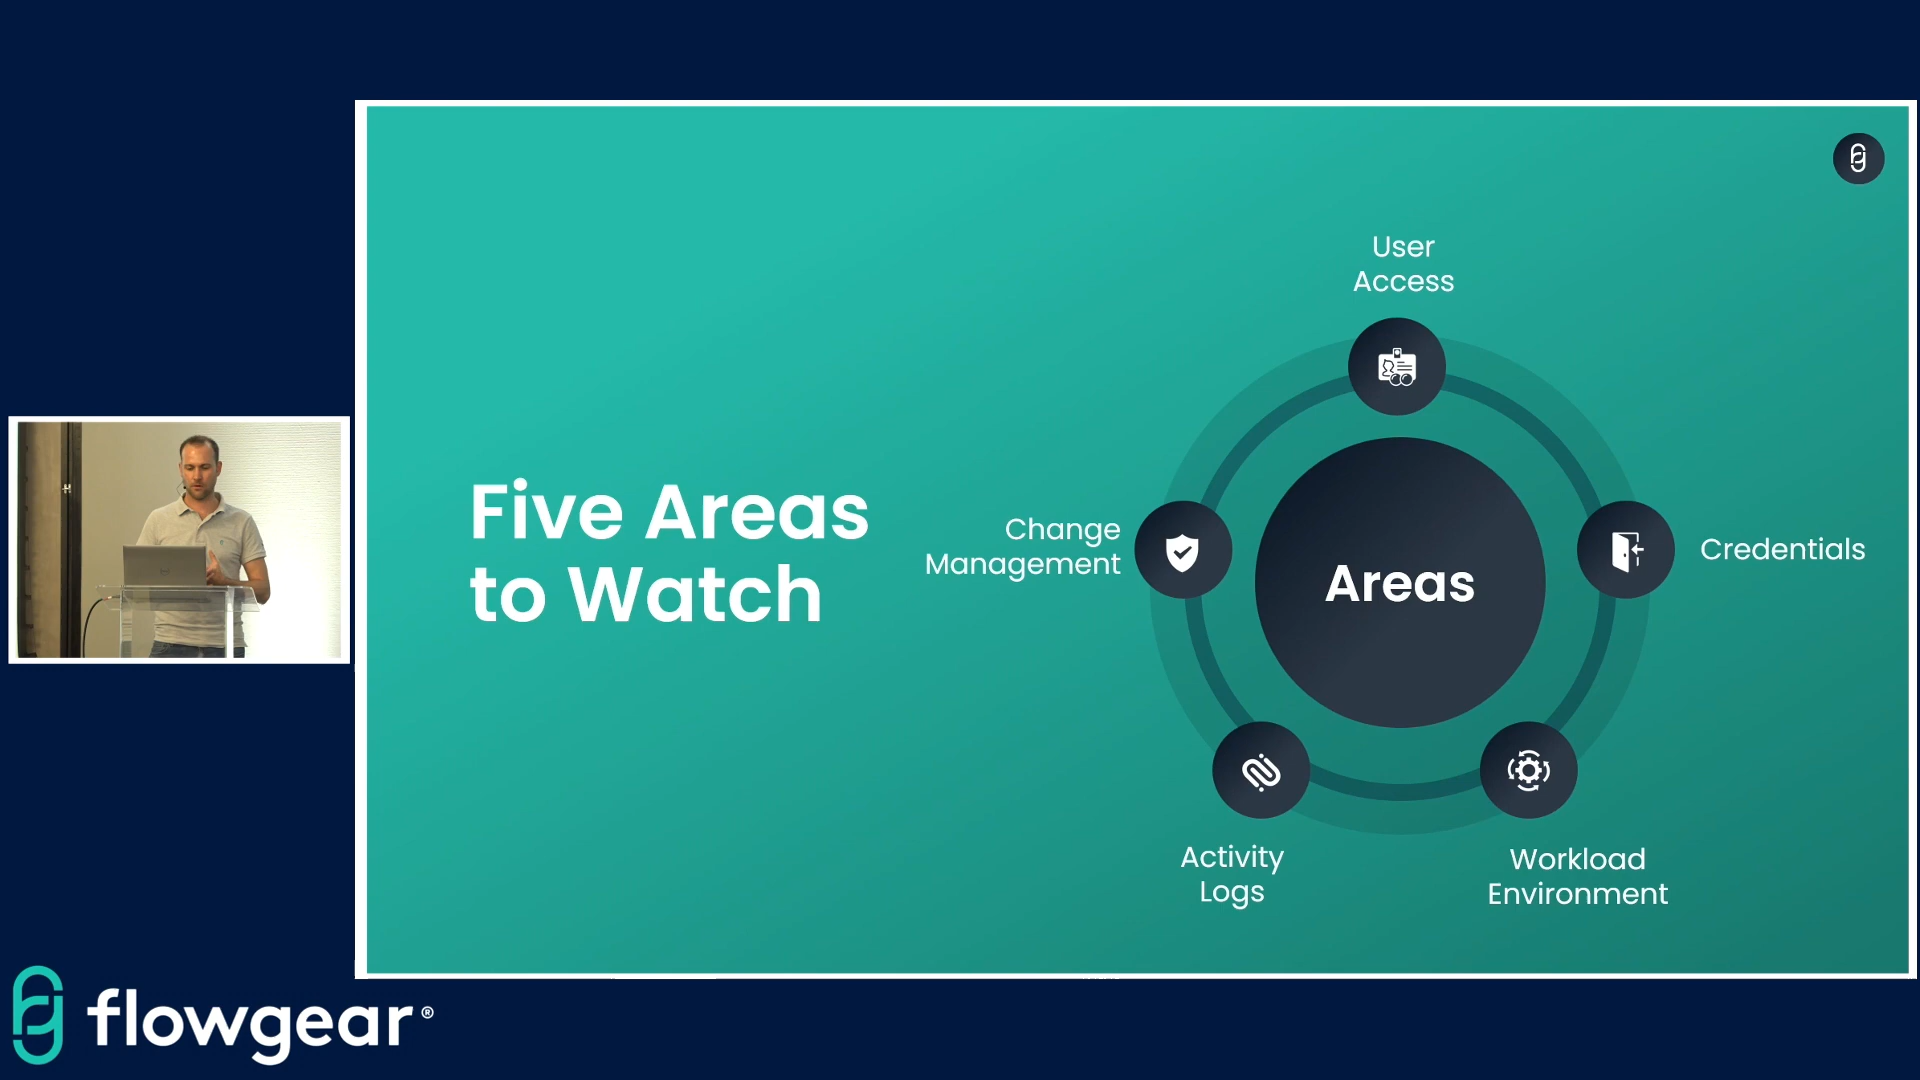 Five Areas
to Watch
User
Access
Change
Management
Areas
Credentials
Activity
Logs
Workload
Environment
flowgear®